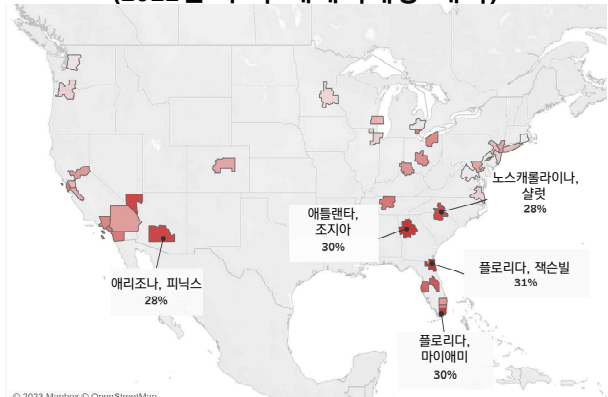 노스캐롤라이나,
샬럿
28%
애틀랜타,
조지아
30%
플로리다, 잭슨빌
31%
애리조나, 피닉스
28%
플로리다,
마이애미
30%
© 2023 Mapbox © OpenStreetMap